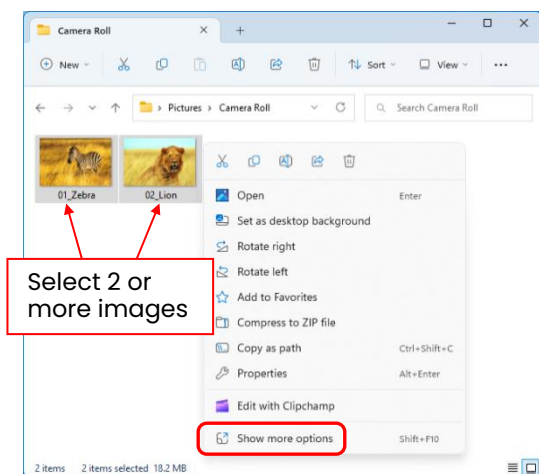 Camera Roll
New
Sort
View
Pictures > Camera Roll
Search Camera Roll
01_Zebra
02_Lion
Open Enter
Set as desktop background
Rotate right
Rotate left
Add to Favorites
Compress to ZIP file
Copy as path Ctrl+Shift+C
Properties Alt+Enter
Edit with Clipchamp
Show more options Shift+F10
Select 2 or
more images
2 items 2 items selected 18.2 MB